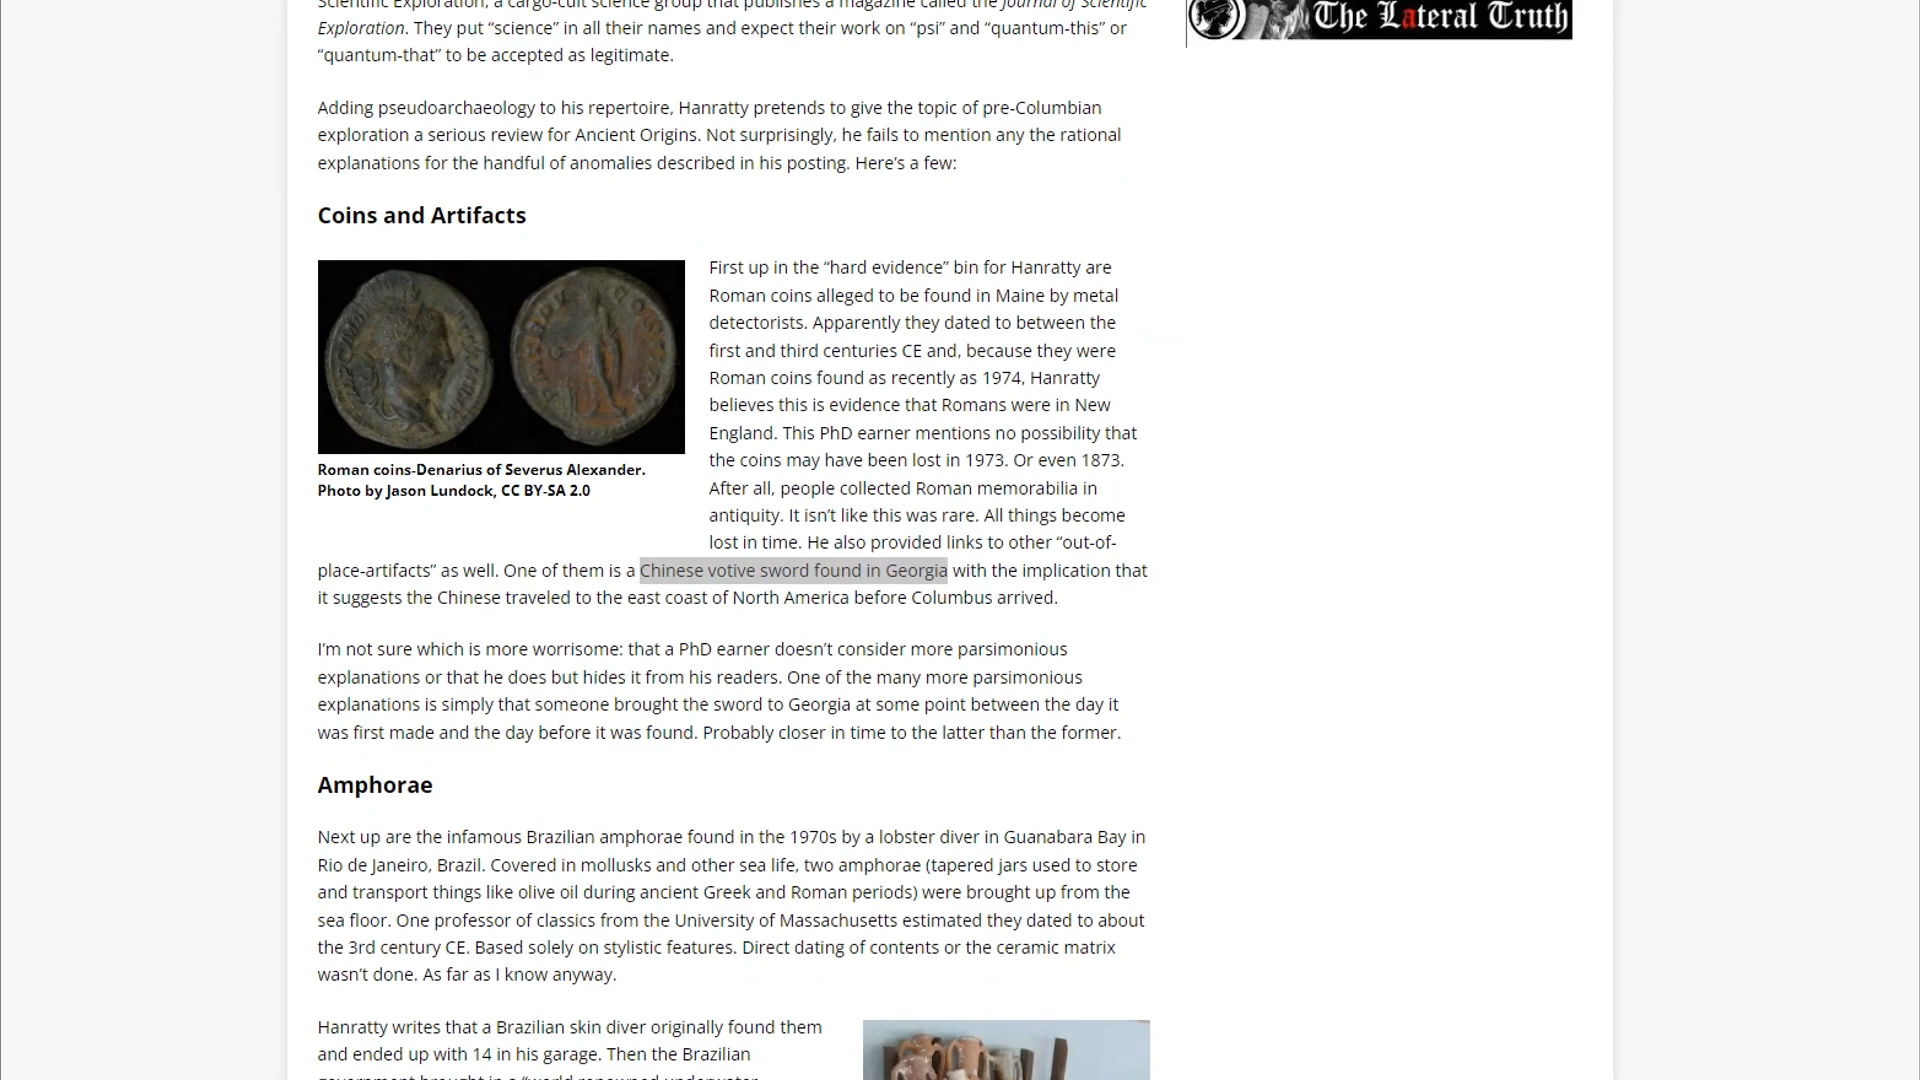 Scientific Exploration, a cargo-cult science group that publishes a magazine called the Journal of Scientific
Exploration. They put “science” in all their names and expect their work on “psi” and “quantum-this” or
“quantum-that” to be accepted as legitimate.
The Lateral Truth
Adding pseudoarchaeology to his repertoire, Hanratty pretends to give the topic of pre-Columbian
exploration a serious review for Ancient Origins. Not surprisingly, he fails to mention any the rational
explanations for the handful of anomalies described in his posting. Here’s a few:
Coins and Artifacts
First up in the “hard evidence” bin for Hanratty are
Roman coins alleged to be found in Maine by metal
detectorists. Apparently they dated to between the
first and third centuries CE and, because they were
Roman coins found as recently as 1974, Hanratty
believes this is evidence that Romans were in New
England. This PhD earner mentions no possibility that
the coins may have been lost in 1973. Or even 1873.
After all, people collected Roman memorabilia in
antiquity. It isn’t like this was rare. All things become
lost in time. He also provided links to other “out-of-
Roman coins-Denarius of Severus Alexander.
Photo by Jason Lundock, CC BY-SA 2.0
place-artifacts” as well. One of them is a Chinese votive sword found in Georgia with the implication that
it suggests the Chinese traveled to the east coast of North America before Columbus arrived.
I’m not sure which is more worrisome: that a PhD earner doesn’t consider more parsimonious
explanations or that he does but hides it from his readers. One of the many more parsimonious
explanations is simply that someone brought the sword to Georgia at some point between the day it
was first made and the day before it was found. Probably closer in time to the latter than the former.
Amphorae
Next up are the infamous Brazilian amphorae found in the 1970s by a lobster diver in Guanabara Bay in
Rio de Janeiro, Brazil. Covered in mollusks and other sea life, two amphorae (tapered jars used to store
and transport things like olive oil during ancient Greek and Roman periods) were brought up from the
sea floor. One professor of classics from the University of Massachusetts estimated they dated to about
the 3rd century CE. Based solely on stylistic features. Direct dating of contents or the ceramic matrix
wasn’t done. As far as I know anyway.
Hanratty writes that a Brazilian skin diver originally found them
and ended up with 14 in his garage. Then the Brazilian
government brought in a “world renowned underwater